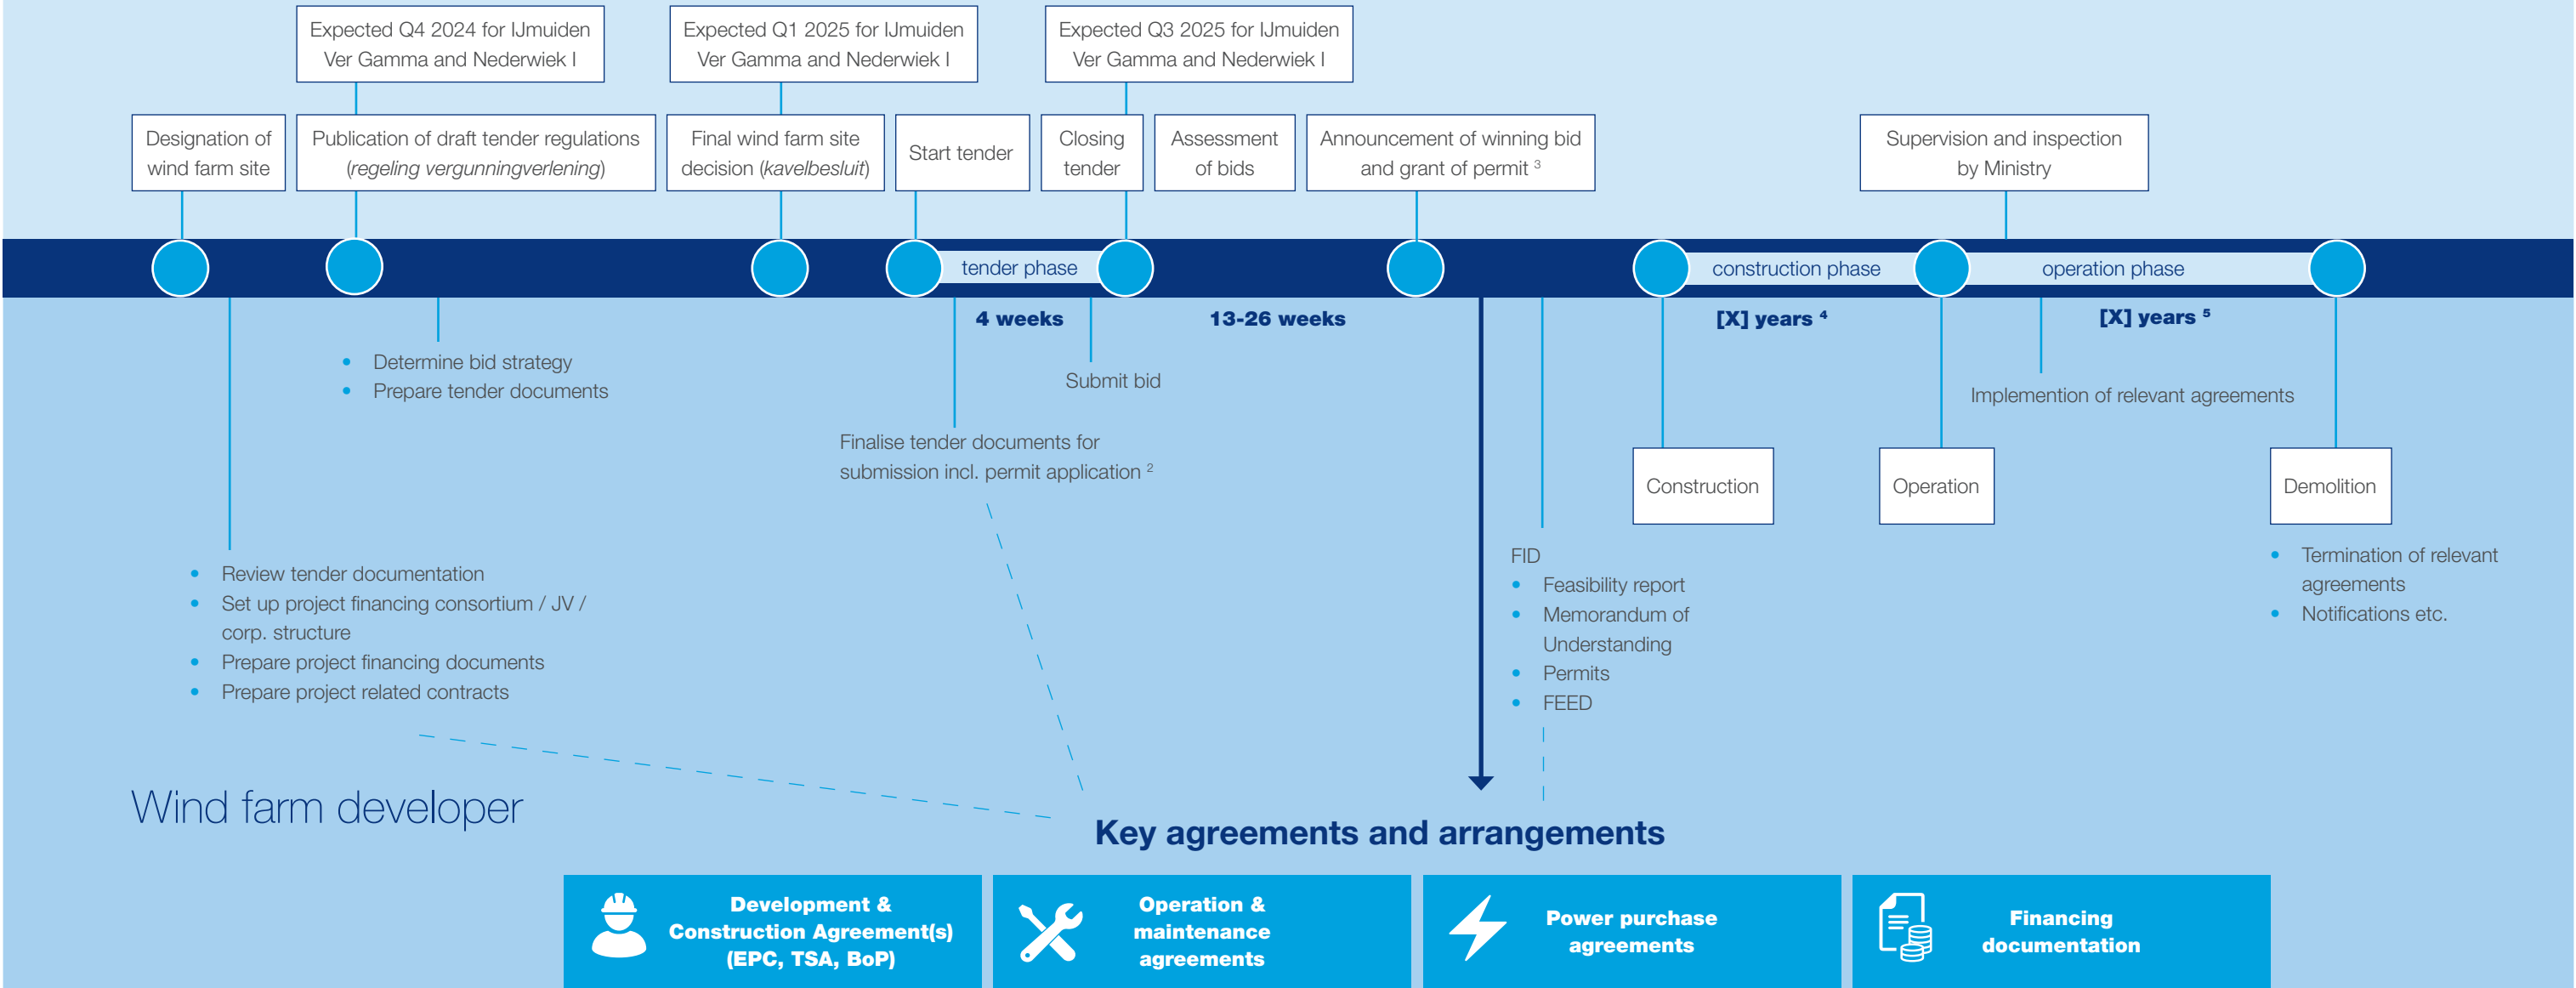 Expected Q4 2024 for IJmuiden
Ver Gamma and Nederwiek I
Expected Q1 2025 for IJmuiden
Ver Gamma and Nederwiek I
Expected Q3 2025 for IJmuiden
Ver Gamma and Nederwiek I
Designation of
wind farm site
Publication of draft tender regulations
(regeling vergunningverlening)
Final wind farm site
decision (kavelbesluit)
Start tender
Closing
tender
Assessment
of bids
Announcement of winning bid
and grant of permit 3
Supervision and inspection
by Ministry
tender phase
construction phase
operation phase
4 weeks
13-26 weeks
[X] years 4
[X] years 5
• Determine bid strategy
• Prepare tender documents
Submit bid
Implemention of relevant agreements
Finalise tender documents for
submission incl. permit application 2
Construction
Operation
Demolition
• Review tender documentation
• Set up project financing consortium / JV /
corp. structure
• Prepare project financing documents
• Prepare project related contracts
FID
• Feasibility report
• Memorandum of
Understanding
• Permits
• FEED
• Termination of relevant
agreements
• Notifications etc.
Wind farm developer
Key agreements and arrangements
Development &
Construction Agreement(s)
(EPC, TSA, BoP)
Operation &
maintenance
agreements
Power purchase
agreements
Financing
documentation